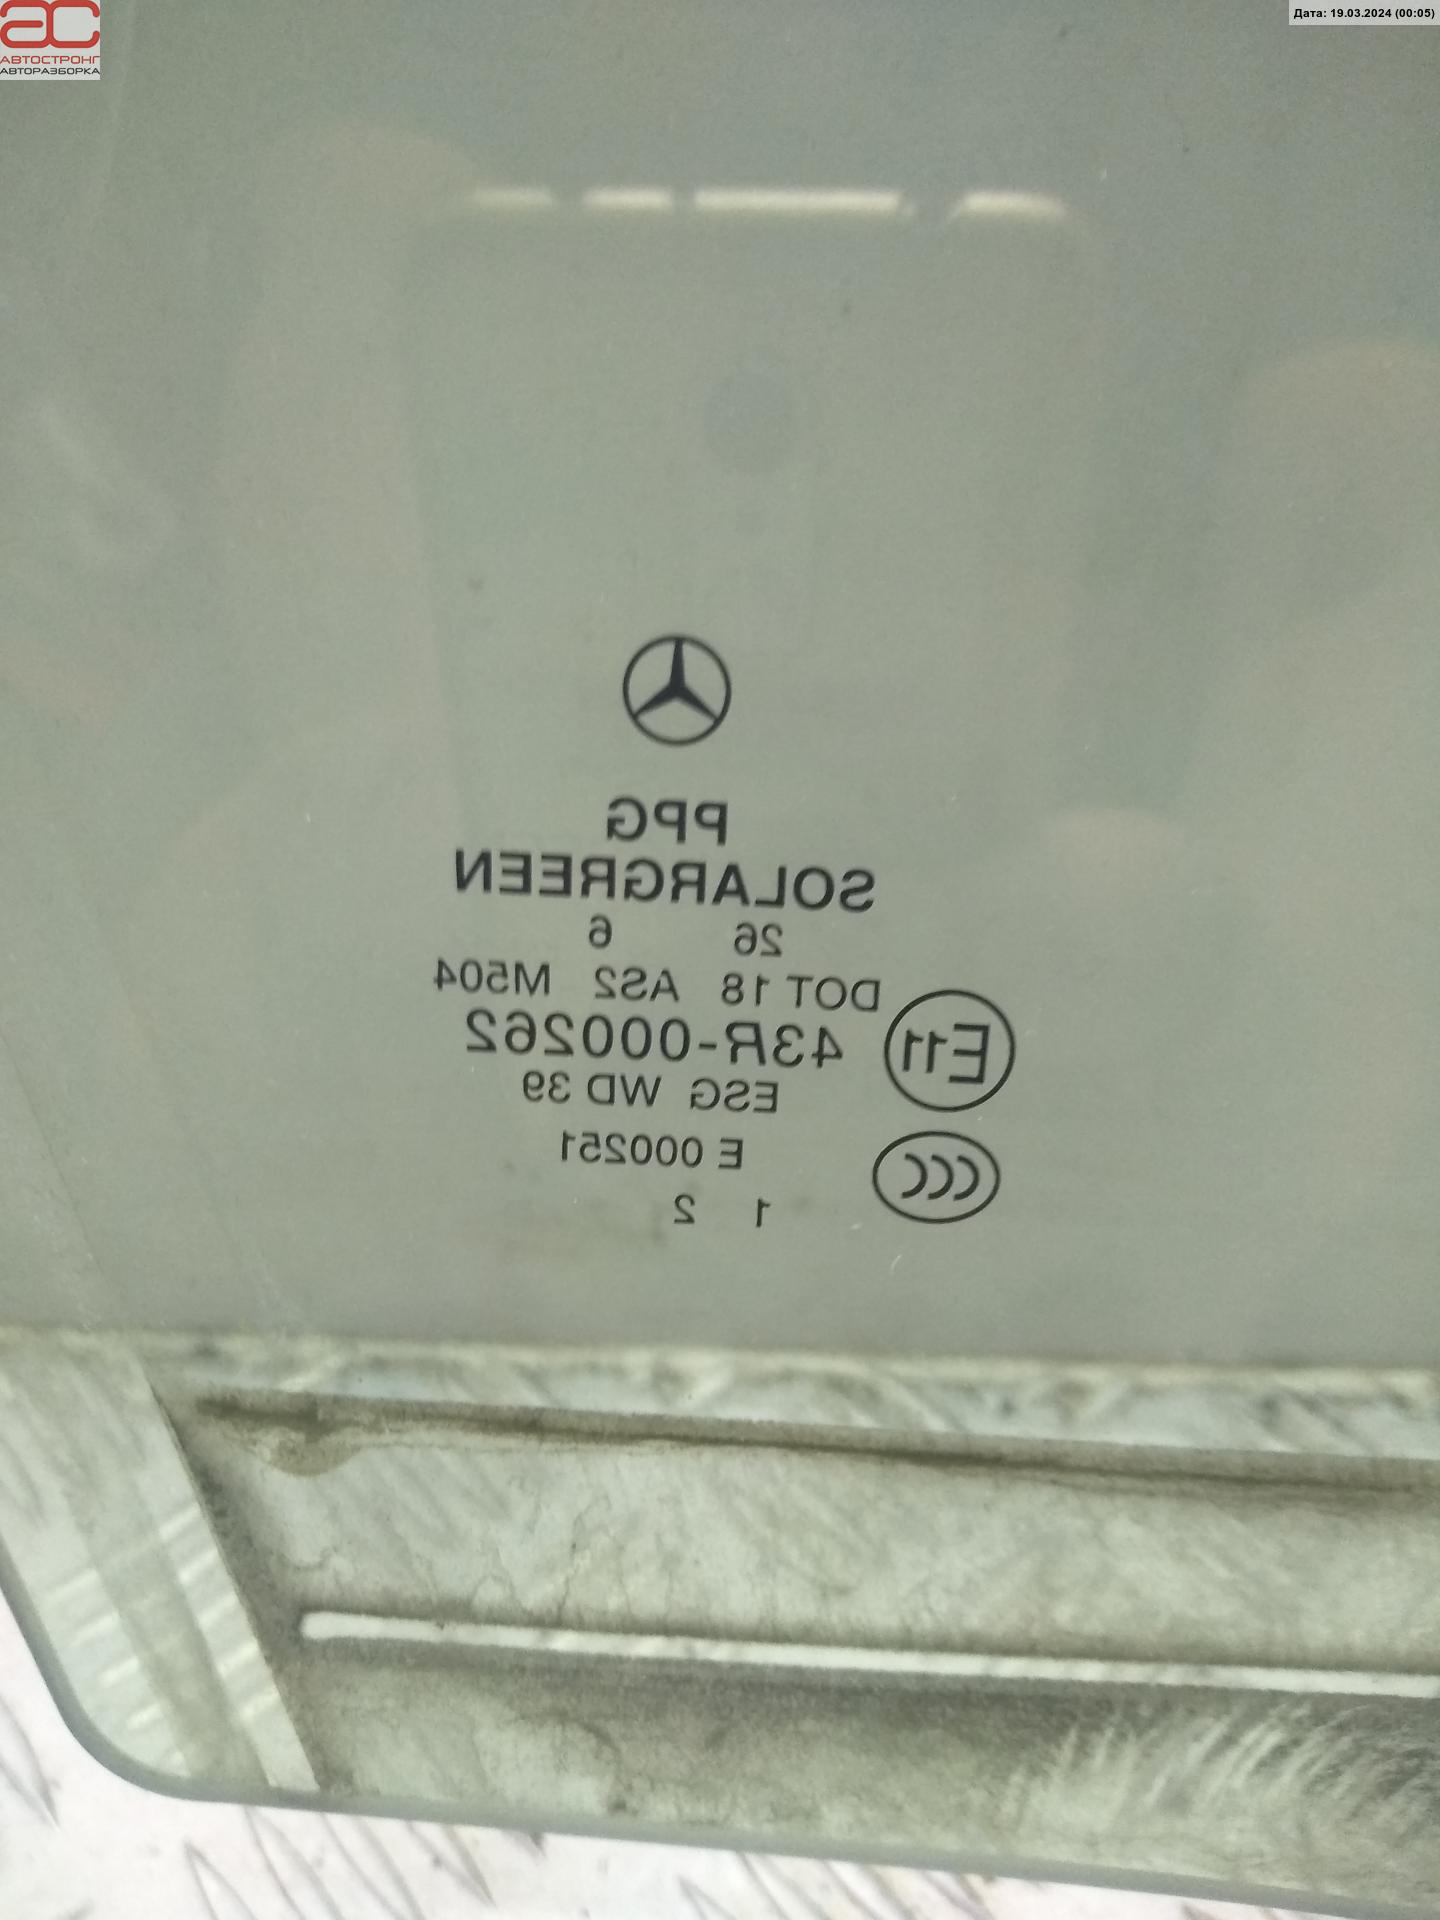 АВТОСТРОНГ
АВТОРАЗБОРКА
Дата: 19.03.2024 (00:05)
PPG
SOLARGREEN
26 6
DOT 18 AS2 M504
E11 43R-000262
ESG WD 39
CCC E 000251
1 2